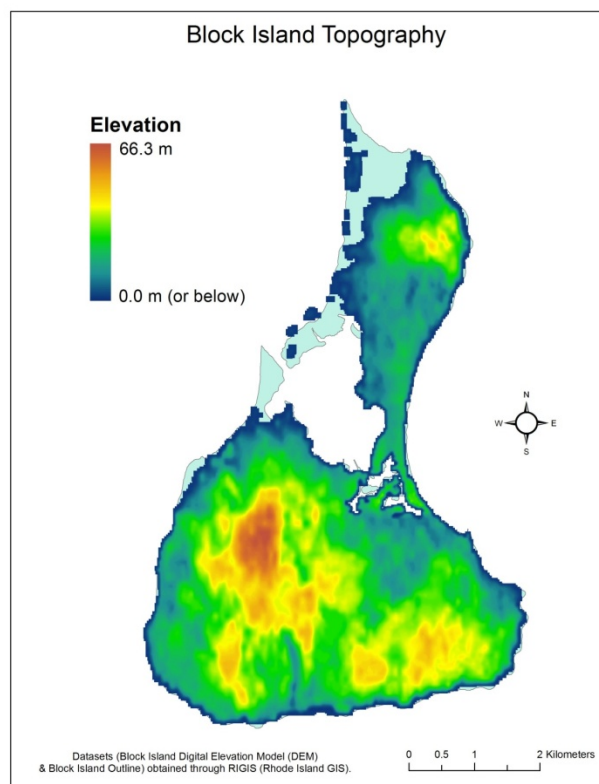 Block Island Topography
Elevation
66.3 m
0.0 m (or below)
N
W E
S
Datasets (Block Island Digital Elevation Model (DEM)
& Block Island Outline) obtained through RIGIS (Rhode Island GIS).
0 0.5 1 2 Kilometers